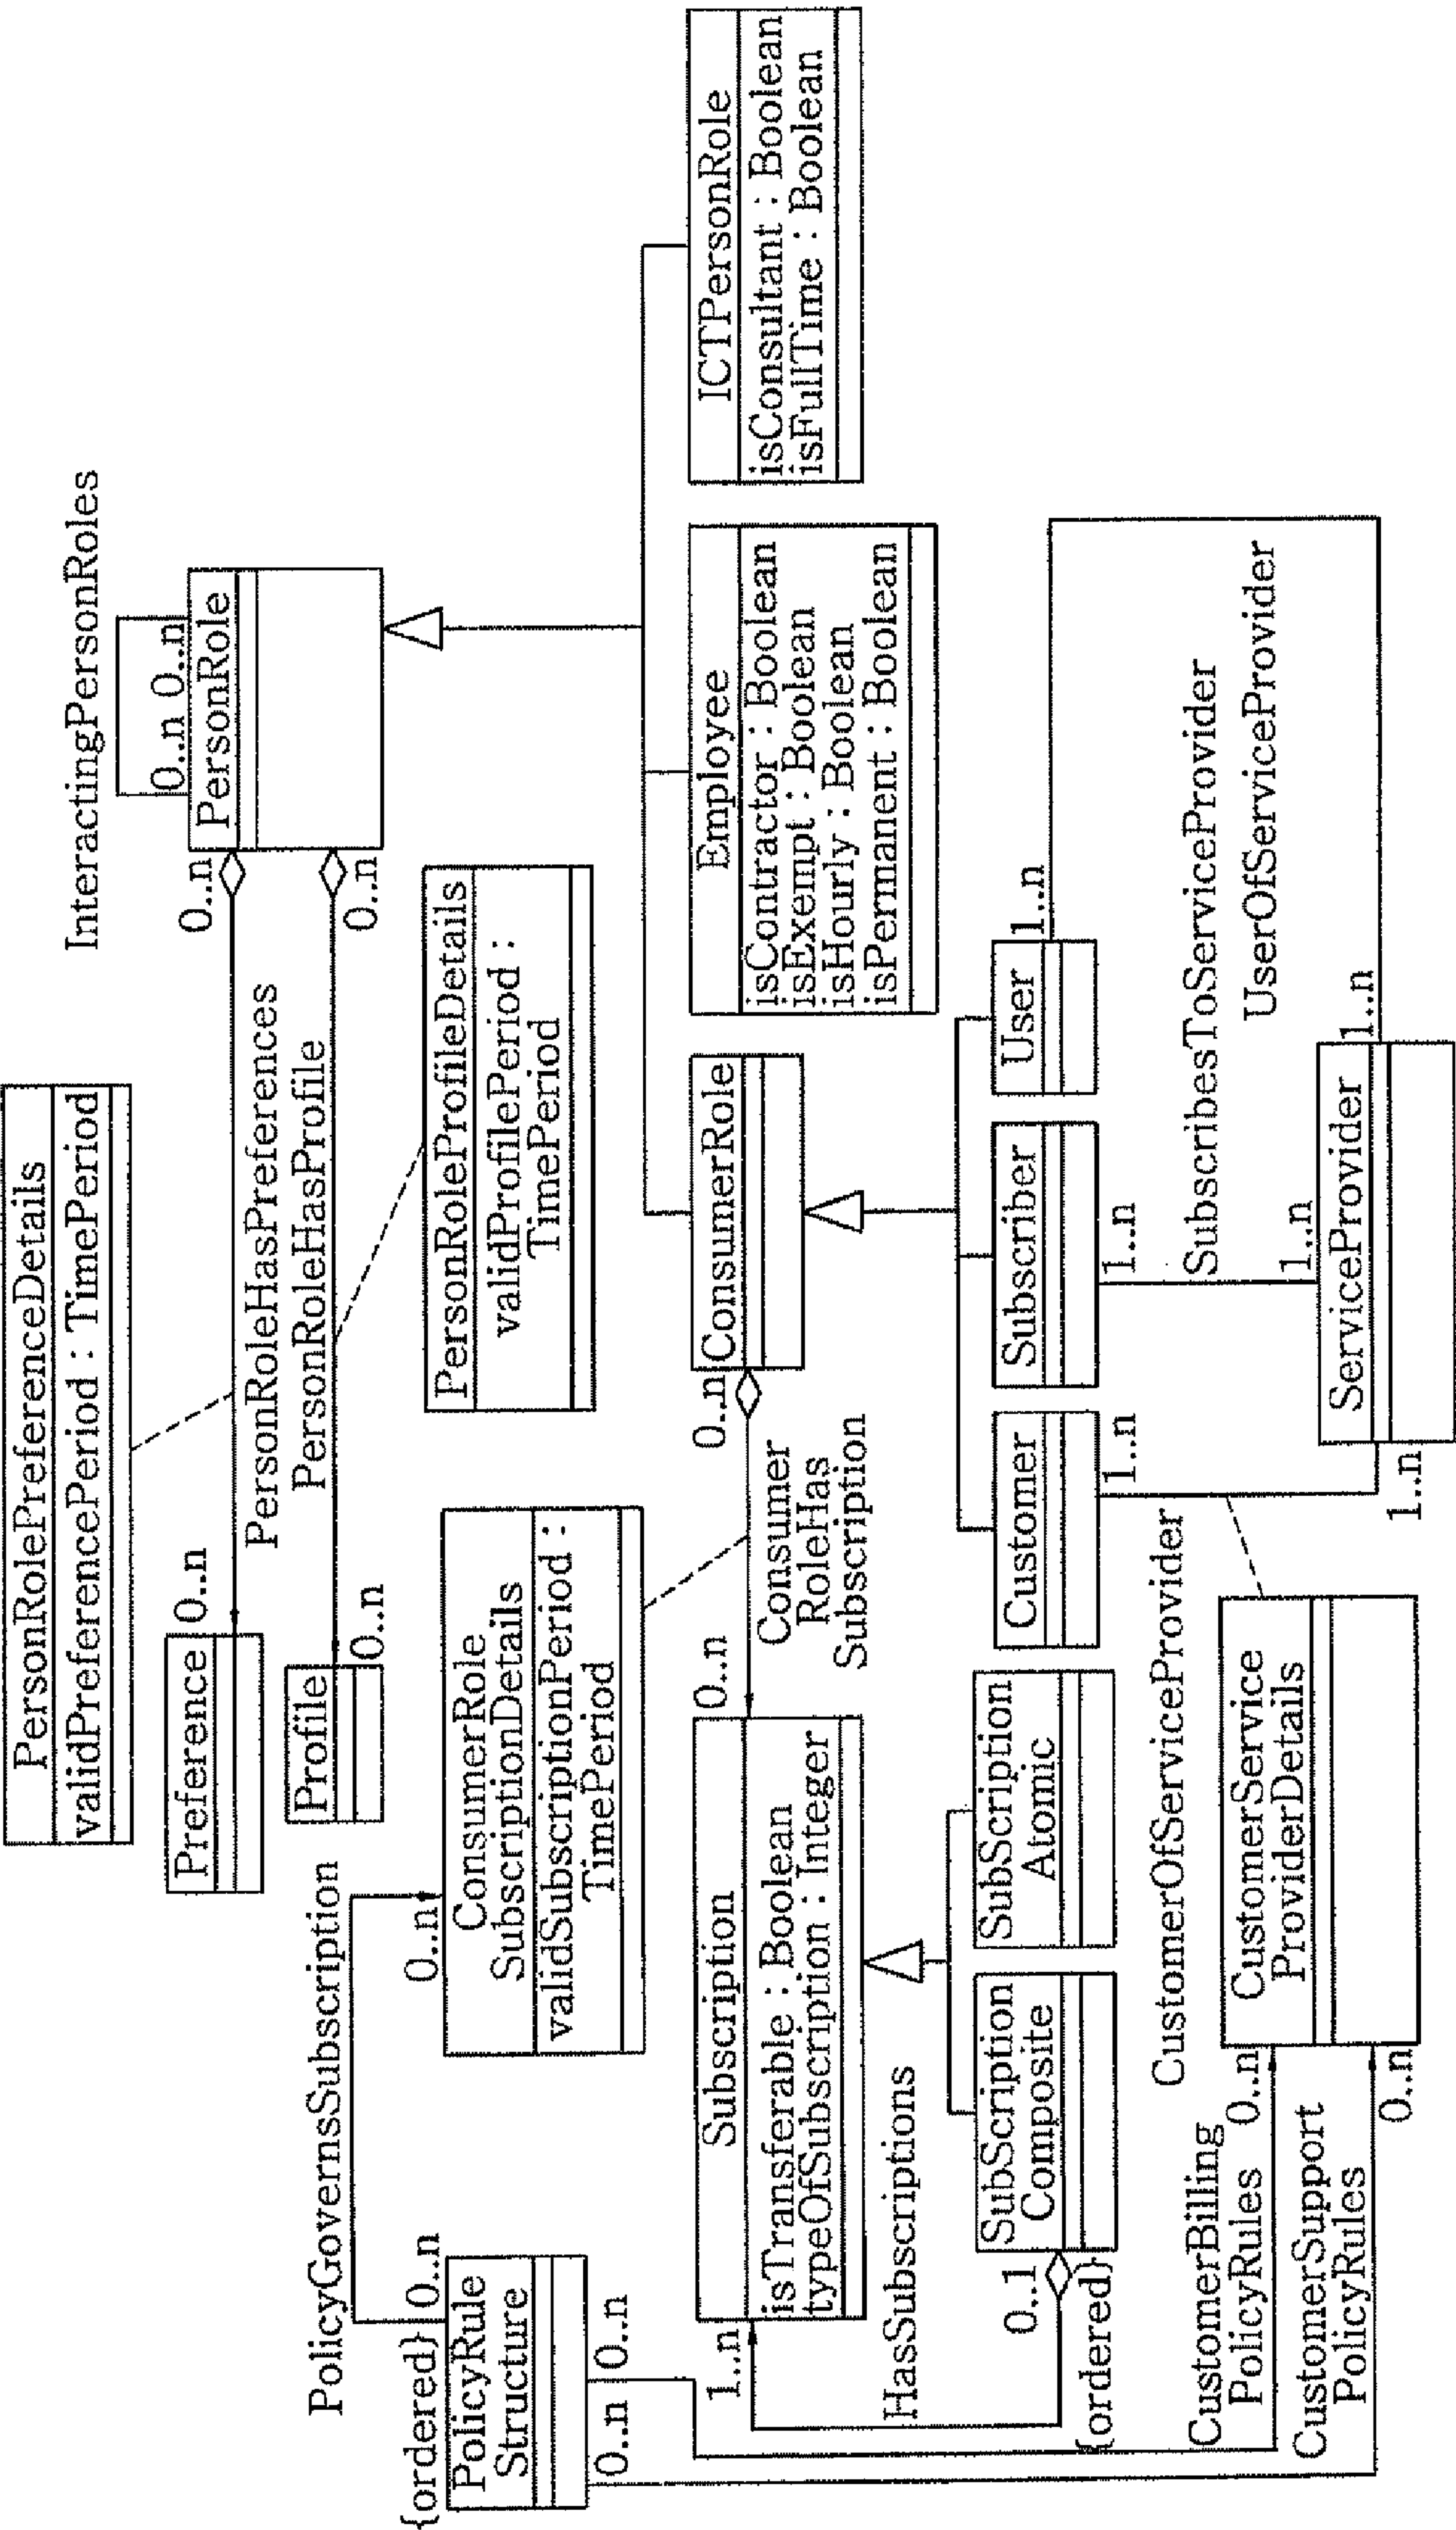 PersonRolePreferenceDetails
validPreferencePeriod : TimePeriod
InteractingPersonRoles
0..n 0..n
PersonRole
Preference
0..n
0..n
PersonRoleHasPreferences
PersonRoleHasProfile
Profile
0..n
0..n
PersonRoleProfileDetails
validProfilePeriod :
TimePeriod
PolicyGovernsSubscription
{ordered}
0..n
0..n
PolicyRule
Structure
0..n
0..n
ConsumerRole
SubscriptionDetails
validSubscriptionPeriod :
TimePeriod
Subscription
isTransferable : Boolean
typeOfSubscription : Integer
1..n
0..n
0..n
Consumer
RoleHas
Subscription
ConsumerRole
Employee
isContractor : Boolean
isExempt : Boolean
isHourly : Boolean
isPermanent : Boolean
ICTPersonRole
isConsultant : Boolean
isFullTime : Boolean
HasSubscriptions
0..1
{ordered}
SubScription
Composite
SubScription
Atomic
Customer
Subscriber
User
1..n
1..n
1..n
CustomerOfServiceProvider
SubscribesToServiceProvider
UserOfServiceProvider
CustomerBilling
PolicyRules
0..n
CustomerSupport
PolicyRules
0..n
CustomerService
ProviderDetails
1..n
1..n
1..n
ServiceProvider